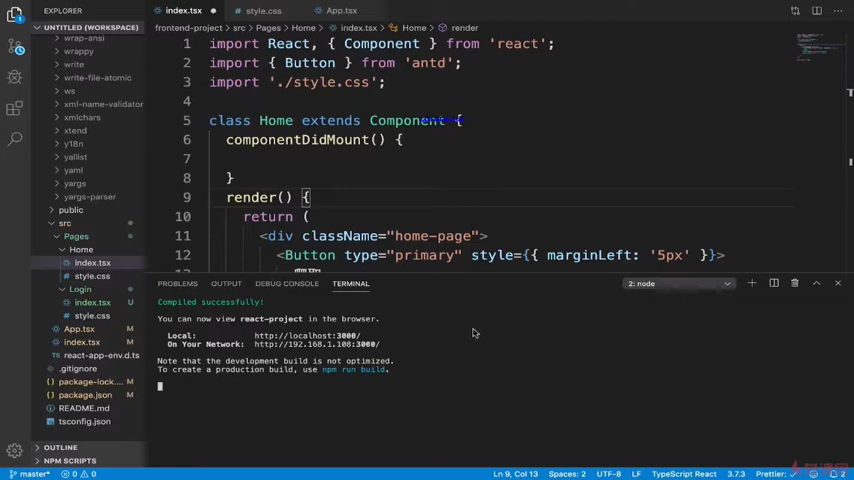 EXPLORER
index.tsx
style.css
App.tsx
UNTITLED (WORKSPACE)
wrap-ansi
wrappy
write
write-file-atomic
ws
xml-name-validator
xmlchars
xtend
y18n
yallist
yaml
yargs
yargs-parser
public
src
Pages
Home
index.tsx
style.css
Login
index.tsx U
style.css
App.tsx M
index.tsx M
react-app-env.d.ts
.gitignore
package-lock.... M
package.json M
README.md
tsconfig.json
OUTLINE
NPM SCRIPTS
frontend-project > src > Pages > Home > index.tsx > Home > render
1 import React, { Component } from 'react';
2 import { Button } from 'antd';
3 import './style.css';
4
5 class Home extends Component {
6 componentDidMount() {
7
8 }
9 render() {
10 return (
11 <div className="home-page">
12 <Button type="primary" style={{ marginLeft: '5px' }}>
PROBLEMS OUTPUT DEBUG CONSOLE TERMINAL 2: node
Compiled successfully!
You can now view react-project in the browser.
Local: http://localhost:3000/
On Your Network: http://192.168.1.108:3000/
Note that the development build is not optimized.
To create a production build, use npm run build.
master* 0 0 Ln 9, Col 13 Spaces: 2 UTF-8 LF TypeScript React 3.7.3 Prettier: ✓ 2